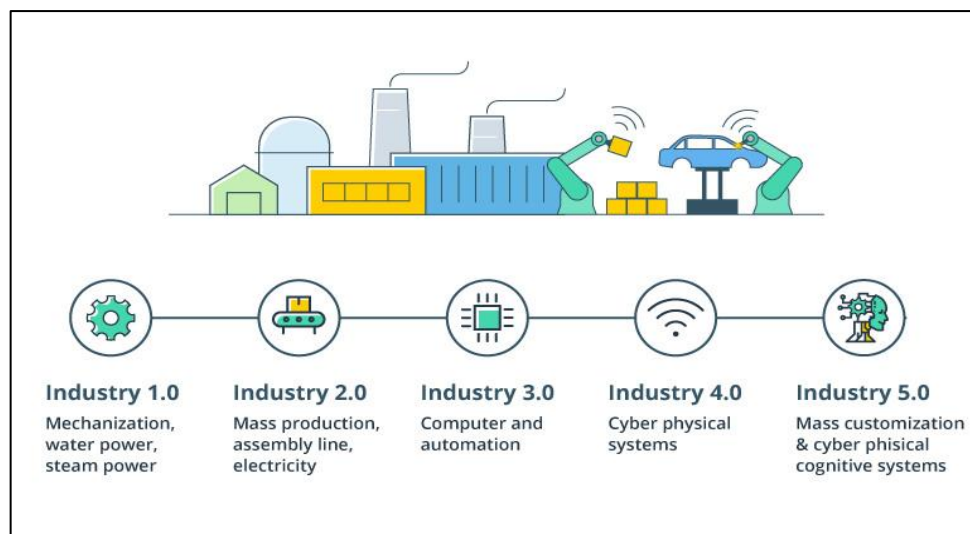 Industry 1.0
Mechanization,
water power,
steam power
Industry 2.0
Mass production,
assembly line,
electricity
Industry 3.0
Computer and
automation
Industry 4.0
Cyber physical
systems
Industry 5.0
Mass customization
& cyber phisical
cognitive systems